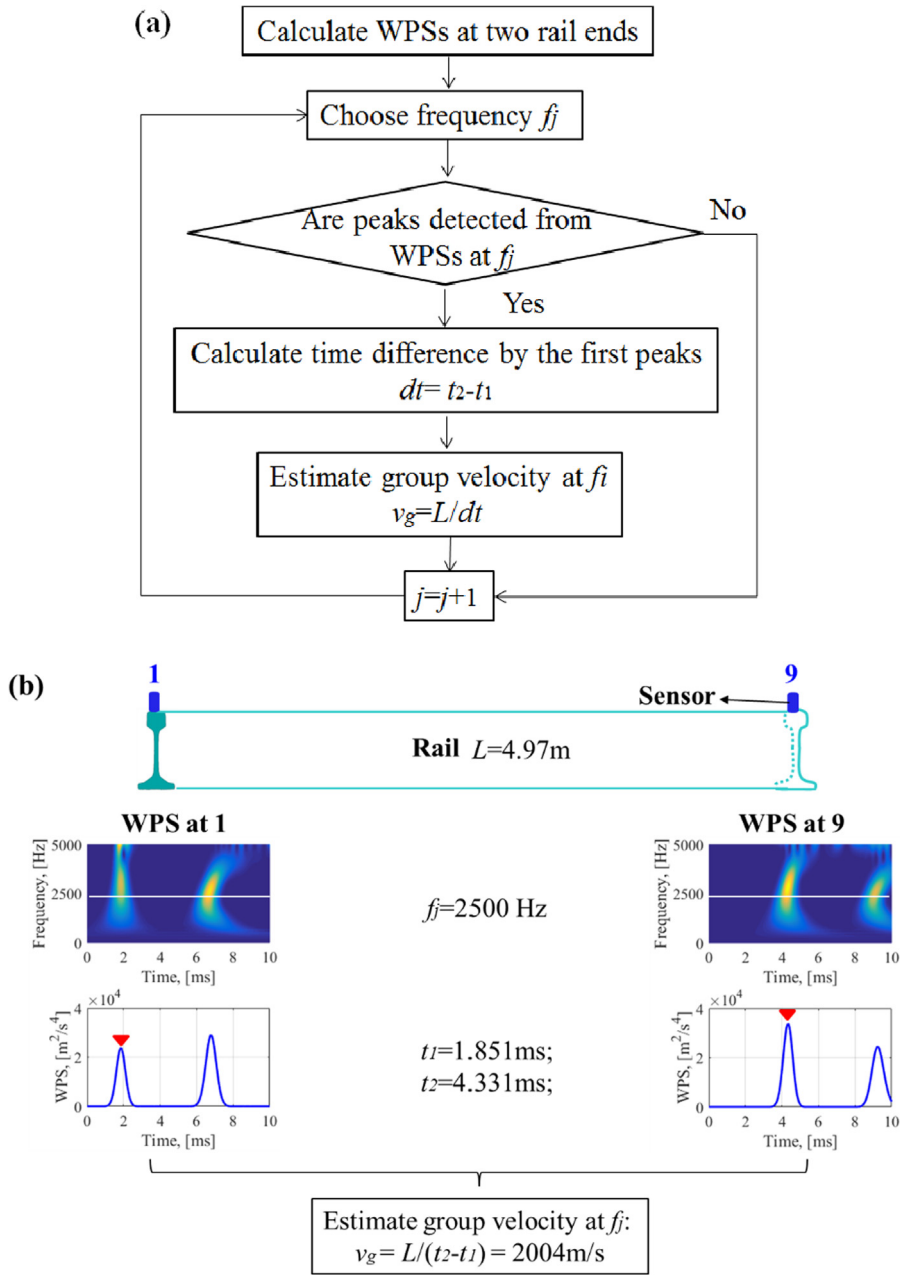 (a)
Calculate WPSs at two rail ends
Choose frequency fj
Are peaks detected from
WPSs at fj
No
Yes
Calculate time difference by the first peaks
dt= t2-t1
Estimate group velocity at fi
vg=L/dt
j=j+1
(b)
1
9
Sensor
Rail L=4.97m
WPS at 1
WPS at 9
Frequency, [Hz]
5000
2500
0
0 2 4 6 8 10
Time, [ms]
fj=2500 Hz
Frequency, [Hz]
5000
2500
0
0 2 4 6 8 10
Time, [ms]
×10⁴
WPS, [m²/s⁴]
4
2
0
0 2 4 6 8 10
Time, [ms]
t1=1.851ms;
t2=4.331ms;
×10⁴
WPS, [m²/s⁴]
4
2
0
0 2 4 6 8 10
Time, [ms]
Estimate group velocity at fj:
vg = L/(t2-t1) = 2004m/s